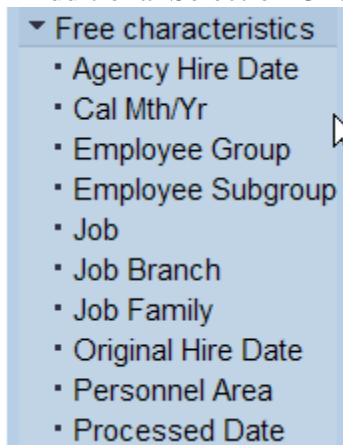 Free characteristics
Agency Hire Date
Cal Mth/Yr
Employee Group
Employee Subgroup
Job
Job Branch
Job Family
Original Hire Date
Personnel Area
Processed Date